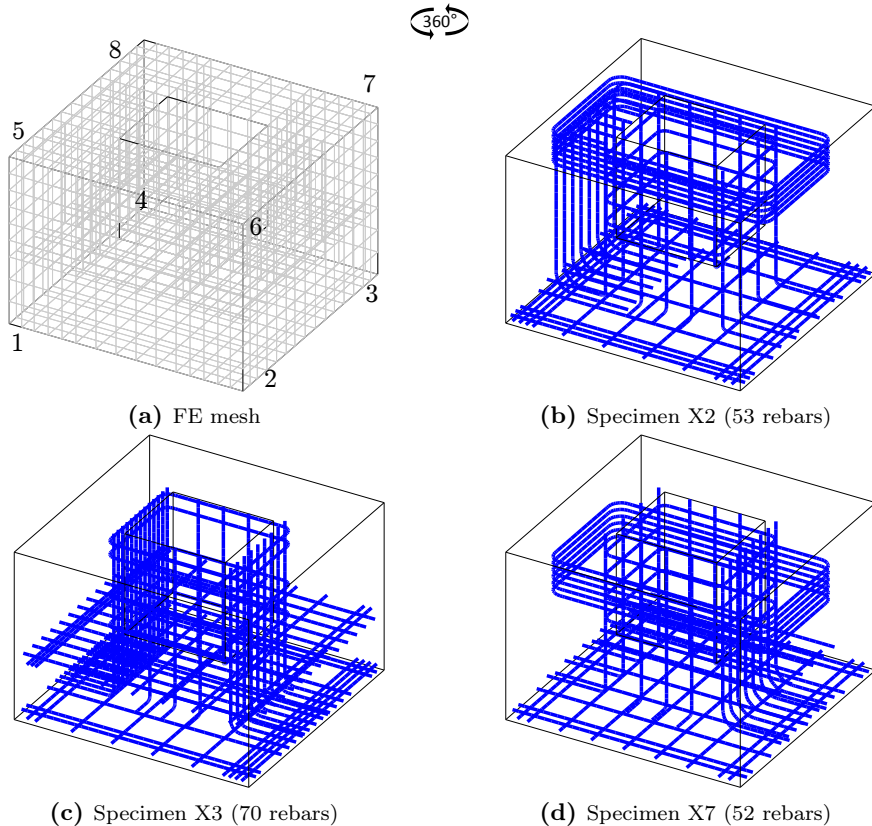 360°
8
7
5
4
6
3
1
2
(a) FE mesh
(b) Specimen X2 (53 rebars)
(c) Specimen X3 (70 rebars)
(d) Specimen X7 (52 rebars)